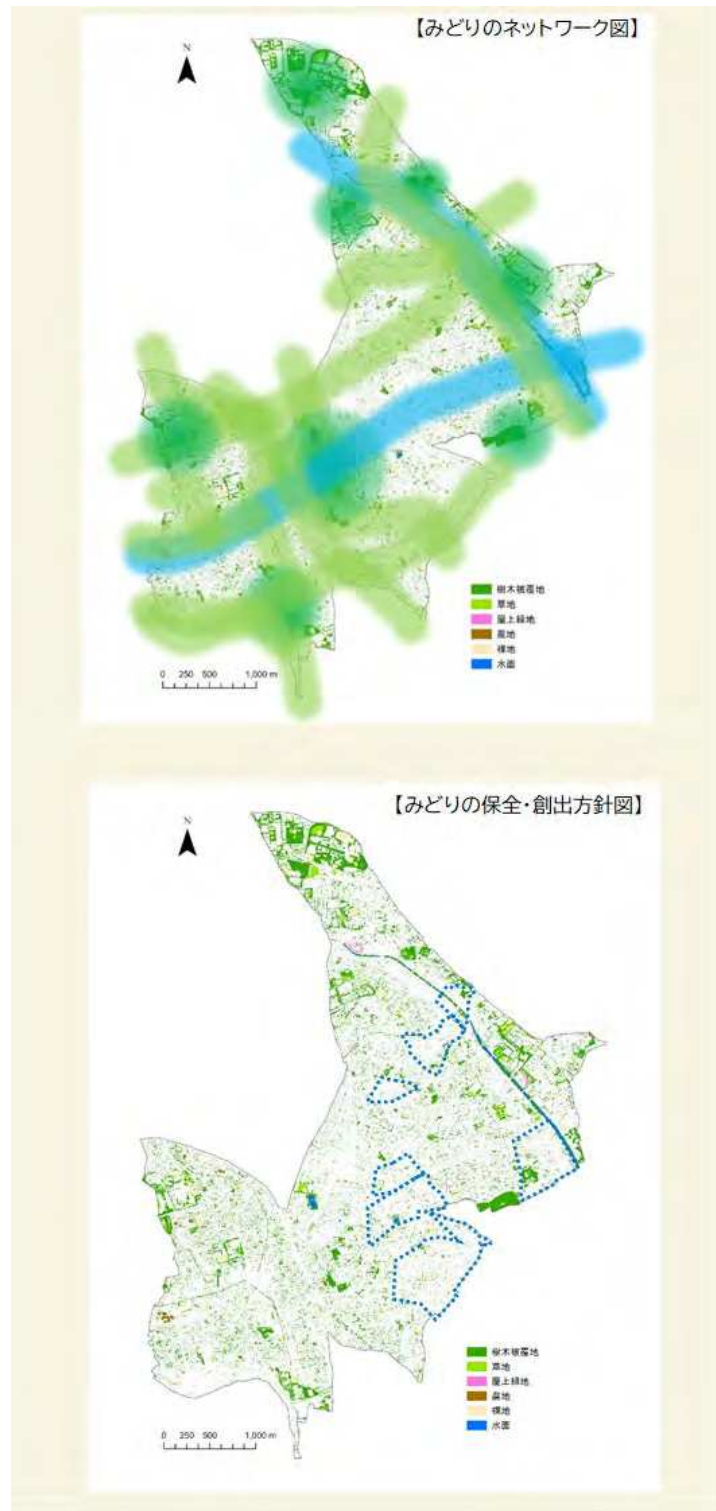 【みどりのネットワーク図】
N
樹木被覆地
草地
屋上緑地
農地
裸地
水面
0 250 500 1,000 m
【みどりの保全・創出方針図】
N
樹木被覆地
草地
屋上緑地
農地
裸地
水面
0 250 500 1,000 m